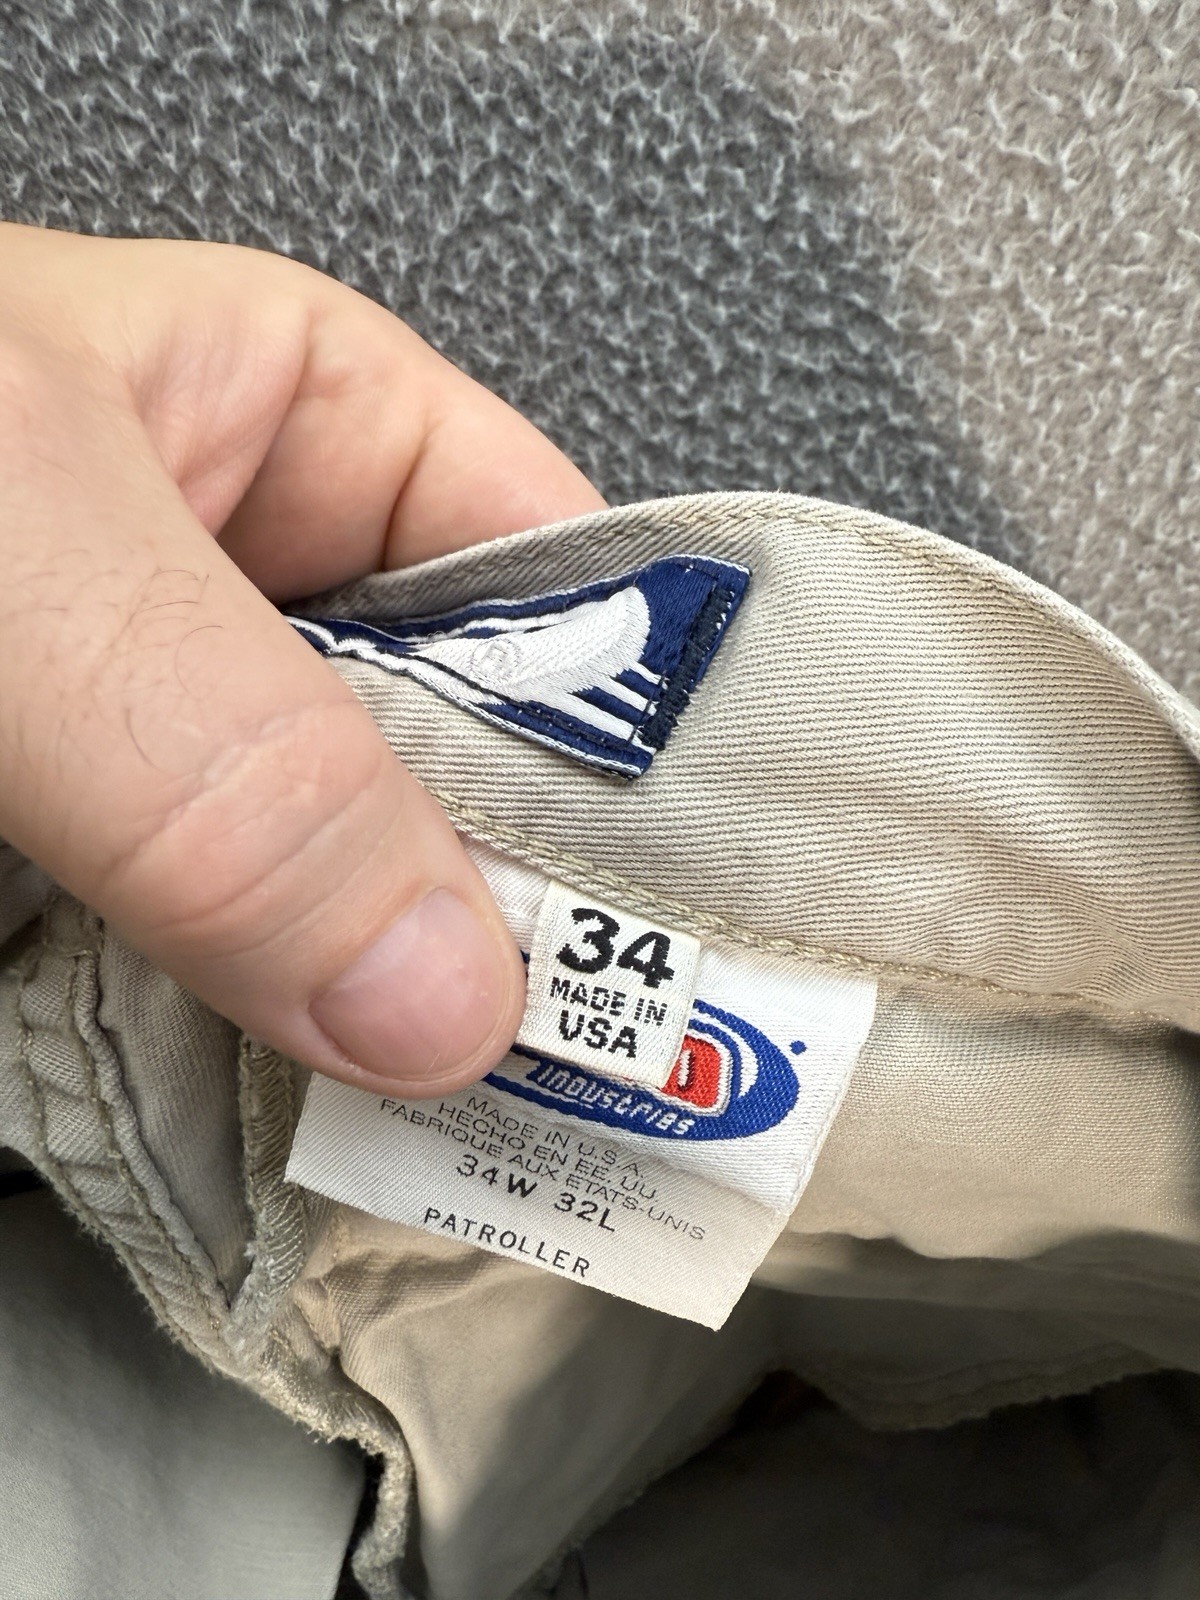 ®
34
MADE IN
USA
INDUSTRIES
MADE IN U.S.A.
HECHO EN EE. UU.
FABRIQUE AUX ETATS-UNIS
34W 32L
PATROLLER